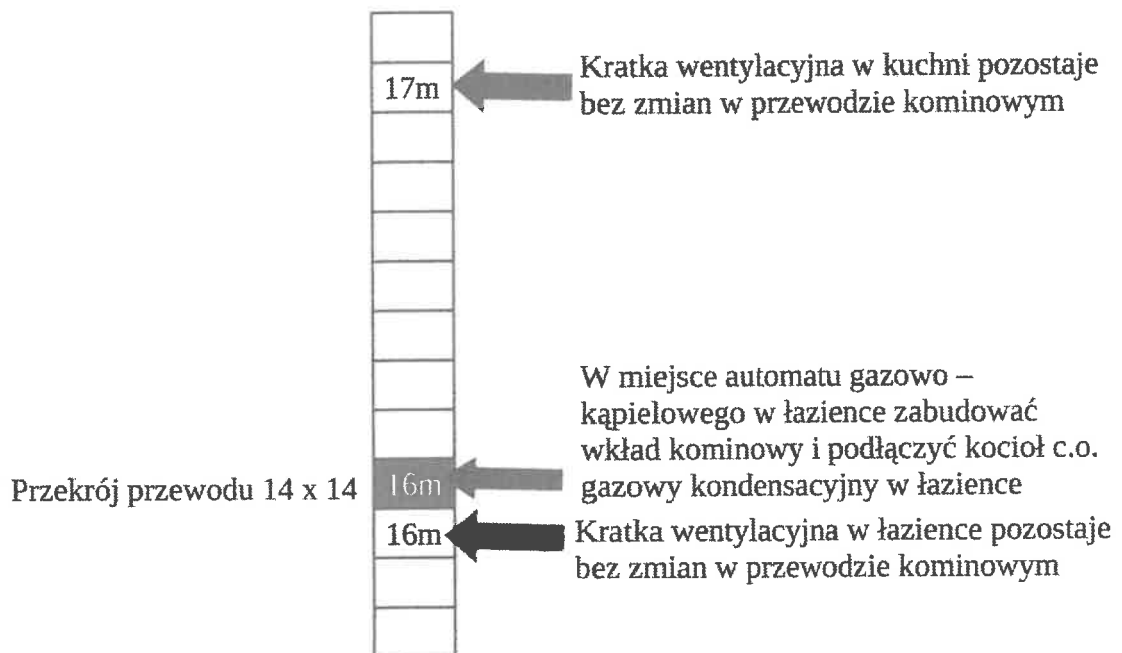 17m
Kratka wentylacyjna w kuchni pozostaje
bez zmian w przewodzie kominowym
W miejsce automatu gazowo –
kąpielowego w łazience zabudować
wkład kominowy i podłączyć kocioł c.o.
gazowy kondensacyjny w łazience
Przekrój przewodu 14 x 14
16m
16m
Kratka wentylacyjna w łazience pozostaje
bez zmian w przewodzie kominowym